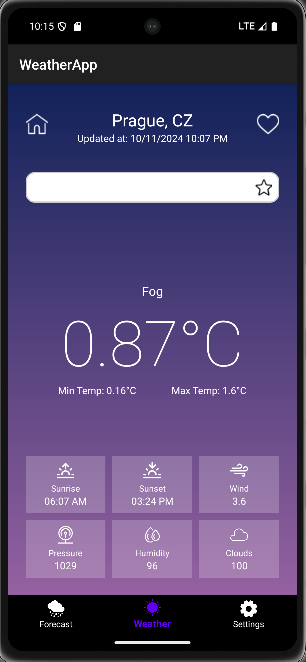 10:15 LTE
WeatherApp
Prague, CZ
Updated at: 10/11/2024 10:07 PM
Fog
0.87°C
Min Temp: 0.16°C Max Temp: 1.6°C
Sunrise Sunset Wind
06:07 AM 03:24 PM 3.6
Pressure Humidity Clouds
1029 96 100
Forecast Weather Settings